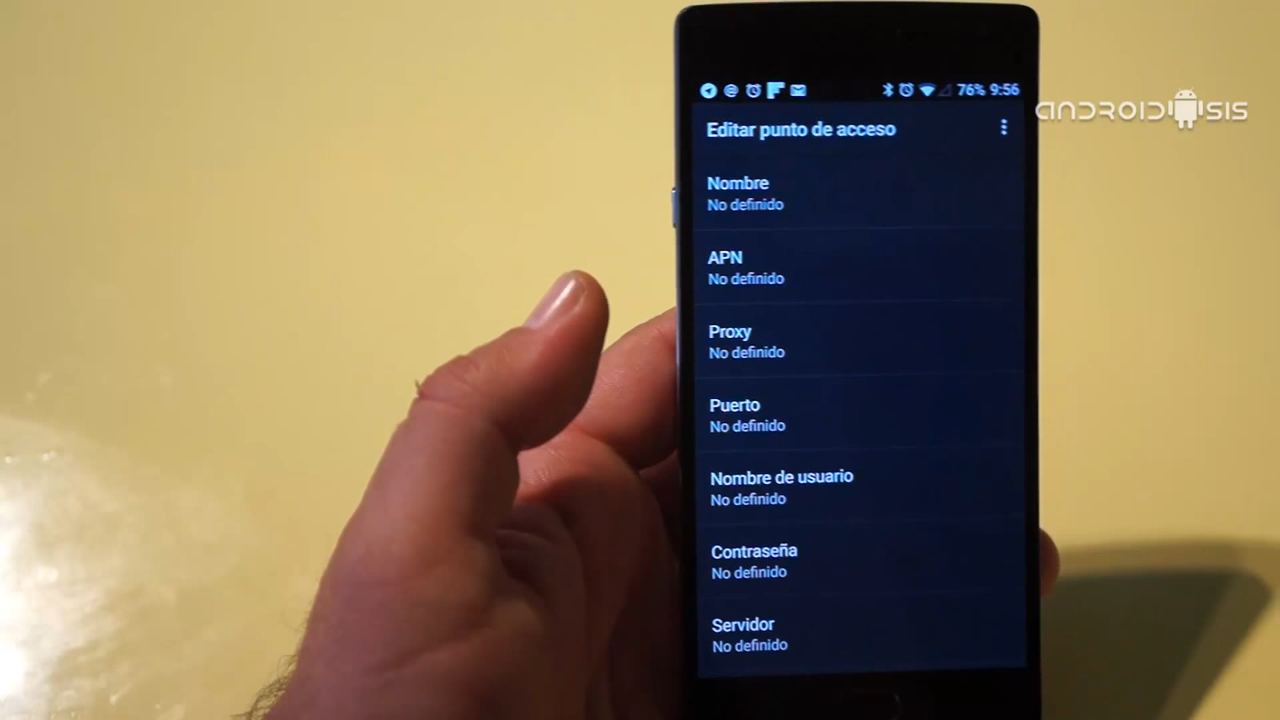 76% 9:56
ANDROIDSIS
Editar punto de acceso
Nombre
No definido
APN
No definido
Proxy
No definido
Puerto
No definido
Nombre de usuario
No definido
Contraseña
No definido
Servidor
No definido